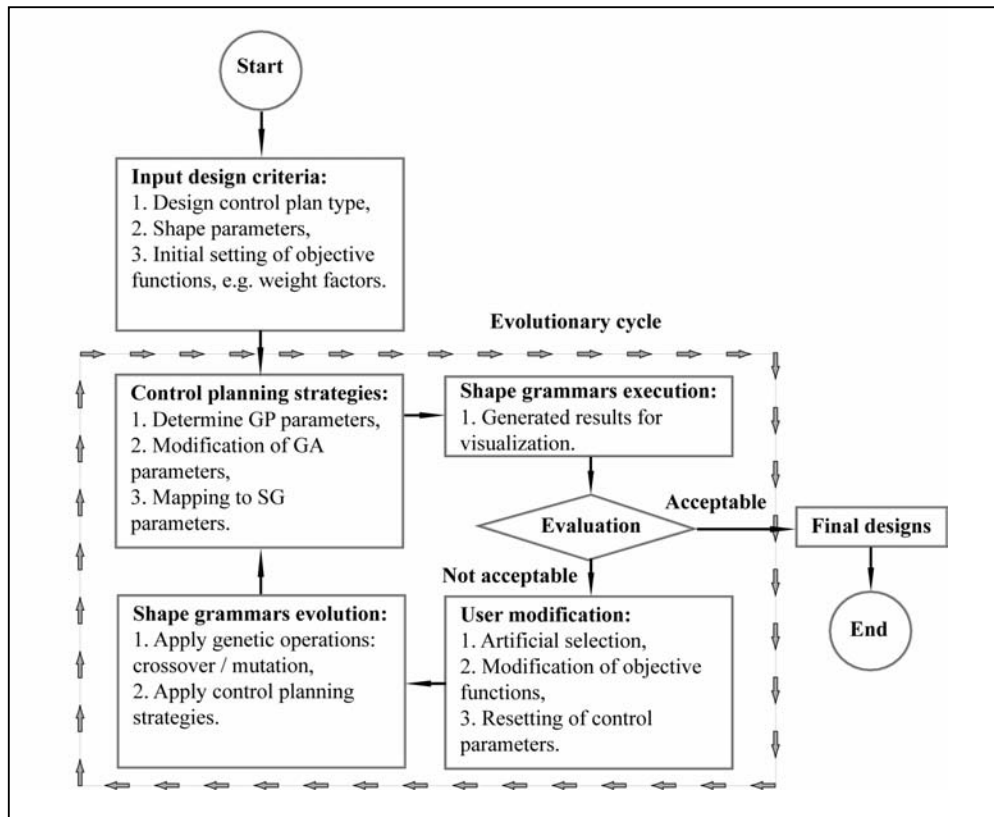 Start
Input design criteria:
1. Design control plan type,
2. Shape parameters,
3. Initial setting of objective
functions, e.g. weight factors.
Evolutionary cycle
Control planning strategies:
1. Determine GP parameters,
2. Modification of GA
parameters,
3. Mapping to SG
parameters.
Shape grammars execution:
1. Generated results for
visualization.
Evaluation
Acceptable
Final designs
End
Not acceptable
User modification:
1. Artificial selection,
2. Modification of objective
functions,
3. Resetting of control
parameters.
Shape grammars evolution:
1. Apply genetic operations:
crossover / mutation,
2. Apply control planning
strategies.